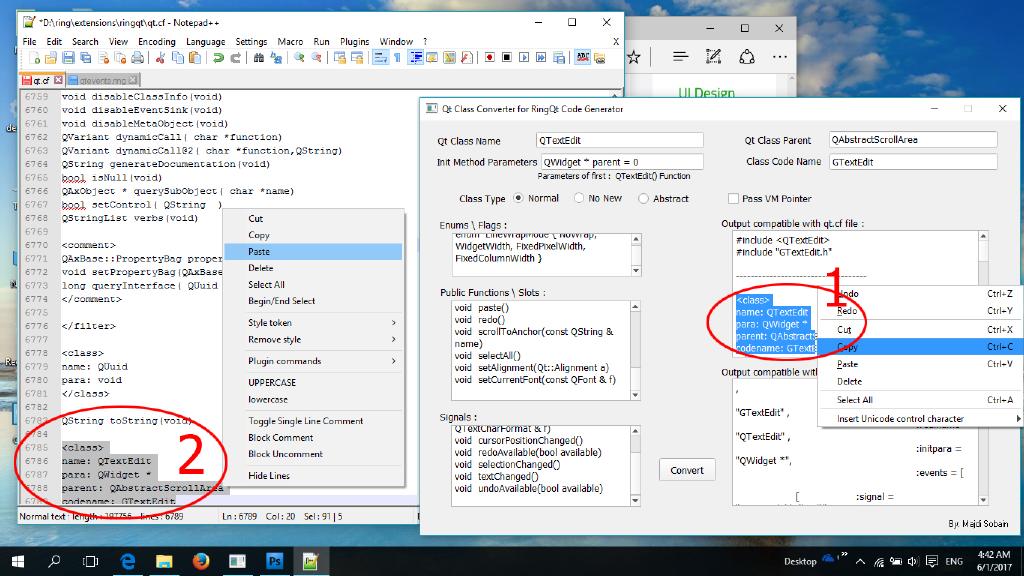 *D:\ring\extensions\ringqt\qt.cf - Notepad++
File Edit Search View Encoding Language Settings Macro Run Plugins Window ? X
qt.cf qtevents.ring
6759 void disableClassInfo(void)
6760 void disableEventSink(void)
6761 void disableMetaObject(void)
6762 QVariant dynamicCall( char *function)
6763 QVariant dynamicCall@2( char *function,QString)
6764 QString generateDocumentation(void)
6765 bool isNull(void)
6766 QAxObject * querySubObject( char *name)
6767 bool setControl( QString )
6768 QStringList verbs(void)
6769
6770 <comment>
6771 QAxBase::PropertyBag proper
6772 void setPropertyBag(QAxBase
6773 long queryInterface( QUuid
6774 </comment>
6775
6776 </filter>
6777
6778 <class>
6779 name: QUuid
6780 para: void
6781 </class>
6782
6783 QString toString(void)
6784
6785 <class>
6786 name: QTextEdit
6787 para: QWidget *
6788 parent: QAbstractScrollArea
6789 codename: GTextEdit
2
Cut
Copy
Paste
Delete
Select All
Begin/End Select
Style token
Remove style
Plugin commands
UPPERCASE
lowercase
Toggle Single Line Comment
Block Comment
Block Uncomment
Hide Lines
Normal text length : 197756 lines : 6789 Ln : 6789 Col : 20 Sel : 91 | 5
UI Design
Qt Class Converter for RingQt Code Generator
Qt Class Name QTextEdit
Qt Class Parent QAbstractScrollArea
Init Method Parameters QWidget * parent = 0
Class Code Name GTextEdit
Parameters of first : QTextEdit() Function
Class Type Normal No New Abstract Pass VM Pointer
Enums \ Flags :
enum LineWrapMode { NoWrap,
WidgetWidth, FixedPixelWidth,
FixedColumnWidth }
Public Functions \ Slots :
void paste()
void redo()
void scrollToAnchor(const QString &
name)
void selectAll()
void setAlignment(Qt::Alignment a)
void setCurrentFont(const QFont & f)
Signals :
QTextCharFormat & f)
void cursorPositionChanged()
void redoAvailable(bool available)
void selectionChanged()
void textChanged()
void undoAvailable(bool available)
Convert
Output compatible with qt.cf file :
#include <QTextEdit>
#include "GTextEdit.h"
------------------------------------
<class>
name: QTextEdit
para: QWidget *
parent: QAbstractS
codename: GTextE
1
Undo Ctrl+Z
Redo Ctrl+Y
Cut Ctrl+X
Copy Ctrl+C
Paste Ctrl+V
Delete
Select All Ctrl+A
Insert Unicode control character
Output compatible with
,
"GTextEdit" ,
"QTextEdit" ,
:initpara =
"QWidget *",
:events = [
[ :signal =
By: Majdi Sobain
Desktop ENG 4:42 AM
6/1/2017